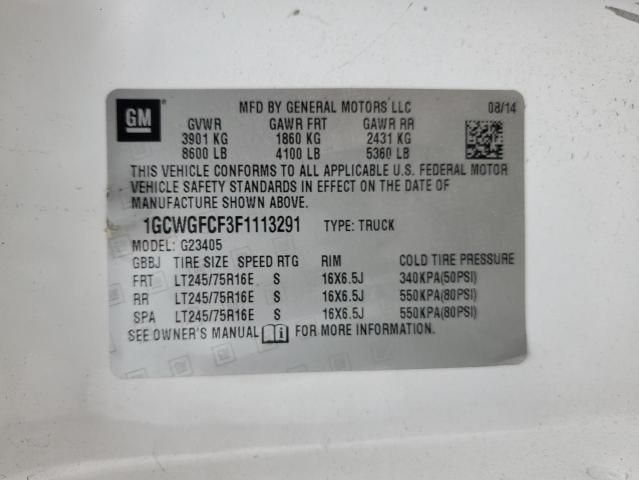 GM
MFD BY GENERAL MOTORS LLC 08/14
GVWR GAWR FRT GAWR RR
3901 KG 1860 KG 2431 KG
8600 LB 4100 LB 5360 LB
THIS VEHICLE CONFORMS TO ALL APPLICABLE U.S. FEDERAL MOTOR
VEHICLE SAFETY STANDARDS IN EFFECT ON THE DATE OF
MANUFACTURE SHOWN ABOVE.
1GCWGFCF3F1113291 TYPE: TRUCK
MODEL: G23405
GBBJ TIRE SIZE SPEED RTG RIM COLD TIRE PRESSURE
FRT LT245/75R16E S 16X6.5J 340KPA(50PSI)
RR LT245/75R16E S 16X6.5J 550KPA(80PSI)
SPA LT245/75R16E S 16X6.5J 550KPA(80PSI)
SEE OWNER'S MANUAL FOR MORE INFORMATION.